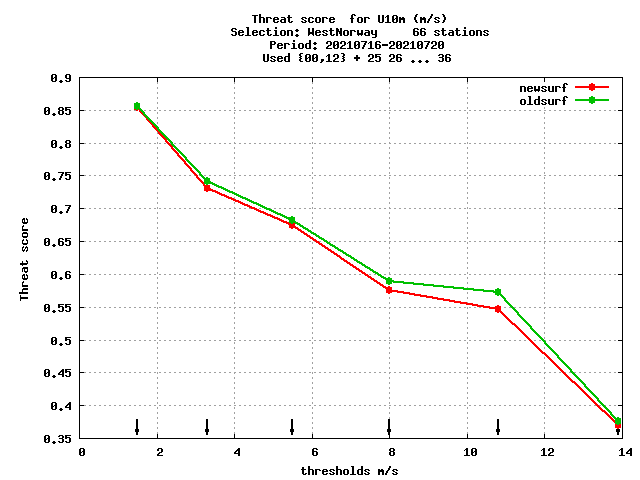 Threat score  for U10m (m/s)
Selection: WestNorway     66 stations
Period: 20210716-20210720
Used {00,12} + 25 26 ... 36
newsurf
oldsurf
0.9
0.85
0.8
0.75
0.7
0.65
0.6
0.55
0.5
0.45
0.4
0.35
Threat score
0 2 4 6 8 10 12 14
thresholds m/s